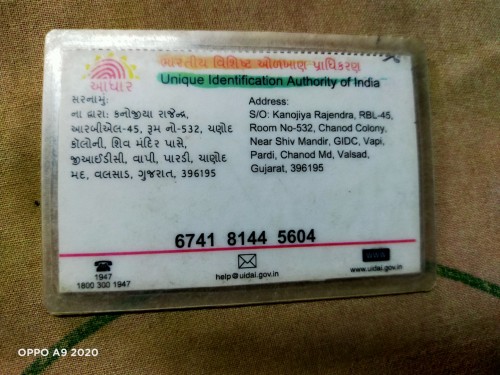 ભારતીય વિશિષ્ટ ઓળખાણ પ્રાધિકરણ
Unique Identification Authority of India
આધાર
સરનામું:
ના દ્વારા: કનોજીયા રાજેન્દ્ર,
આરબીએલ-45, રૂમ નો-532, ચણોદ
કોલોની, શિવ મંદિર પાસે,
જીઆઈડીસી, વાપી, પારડી, ચાણોદ
મદ, વલસાડ, ગુજરાત, 396195
Address:
S/O: Kanojiya Rajendra, RBL-45,
Room No-532, Chanod Colony,
Near Shiv Mandir, GIDC, Vapi,
Pardi, Chanod Md, Valsad,
Gujarat, 396195
6741 8144 5604
1947
1800 300 1947
help@uidai.gov.in
www.uidai.gov.in
OPPO A9 2020